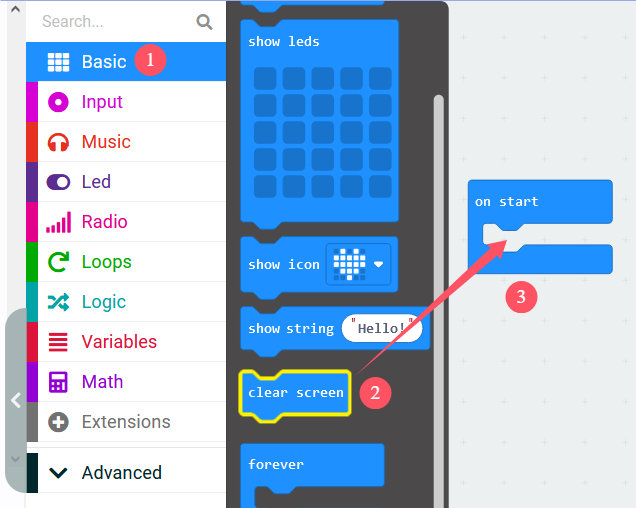 Search...
Basic
1
Input
Music
Led
Radio
Loops
Logic
Variables
Math
Extensions
Advanced
show leds
show icon
show string "Hello!"
clear screen
2
forever
on start
3